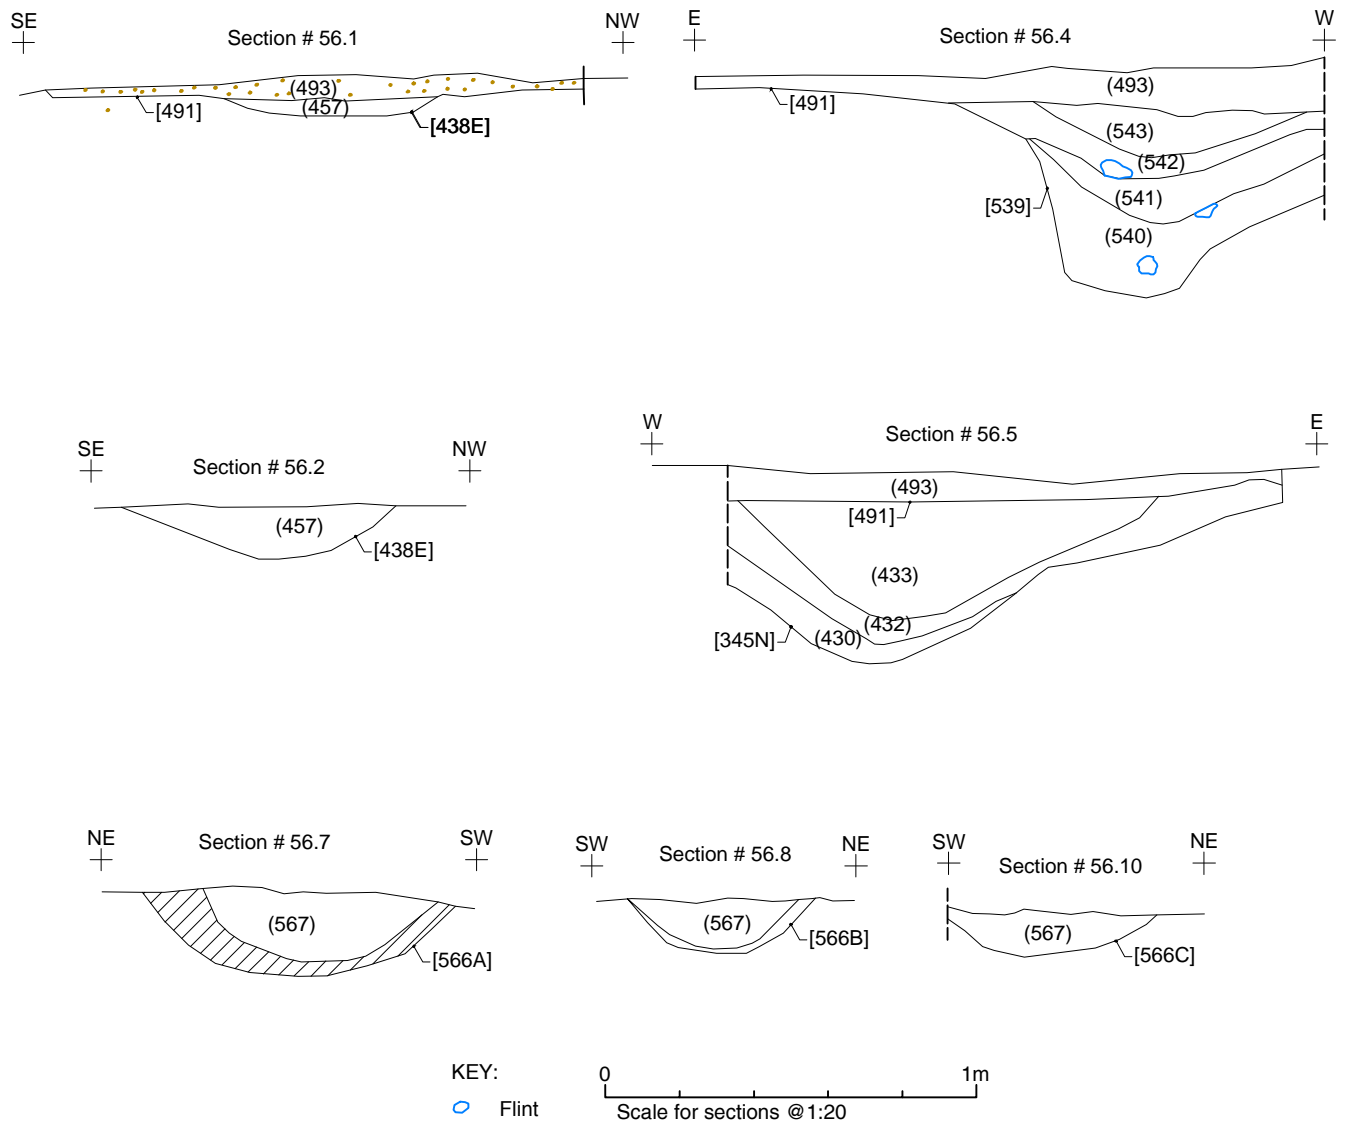 SE
Section # 56.1
NW
(493)
(457)
[491]
[438E]
E
Section # 56.4
W
(493)
[491]
(543)
(542)
(541)
[539]
(540)
SE
Section # 56.2
NW
(457)
[438E]
W
Section # 56.5
E
(493)
[491]
(433)
(432)
(430)
[345N]
NE
Section # 56.7
SW
(567)
[566A]
SW
Section # 56.8
NE
(567)
[566B]
SW
Section # 56.10
NE
(567)
[566C]
KEY:
Flint
0 1m
Scale for sections @1:20